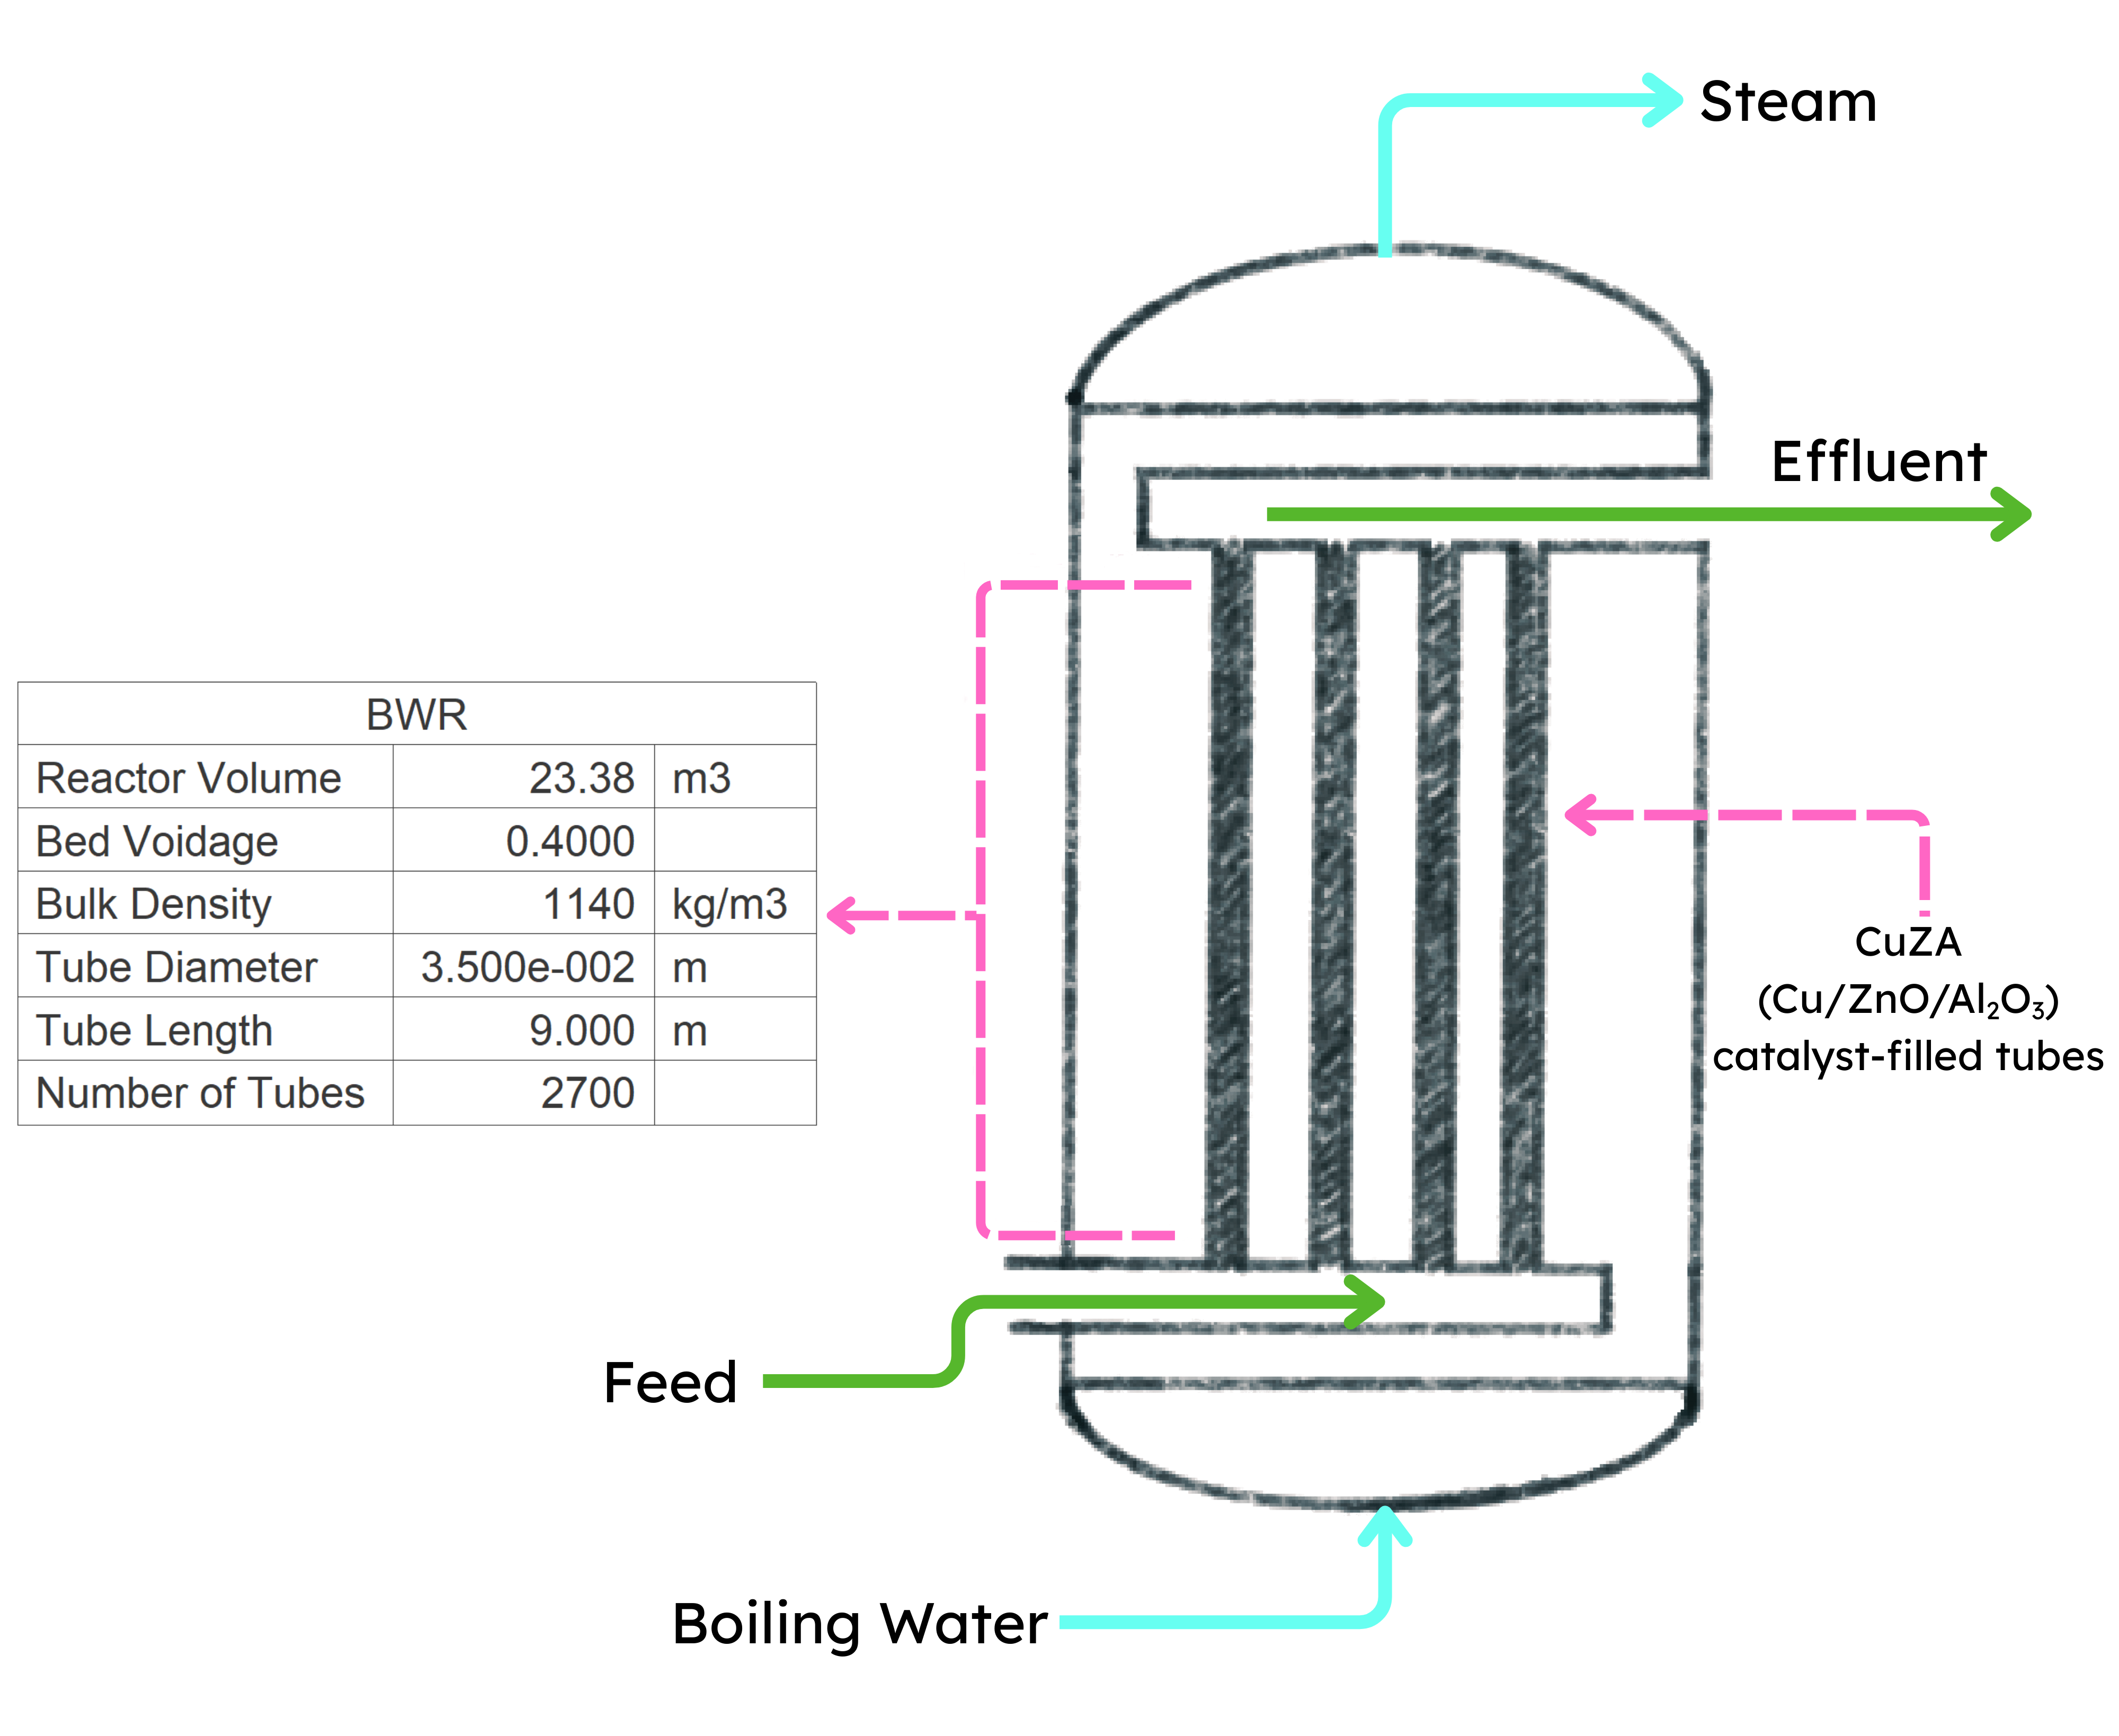 Steam
Effluent
BWR
Reactor Volume 23.38 m3
Bed Voidage 0.4000
Bulk Density 1140 kg/m3
Tube Diameter 3.500e-002 m
Tube Length 9.000 m
Number of Tubes 2700
CuZA
(Cu/ZnO/Al₂O₃)
catalyst-filled tubes
Feed
Boiling Water